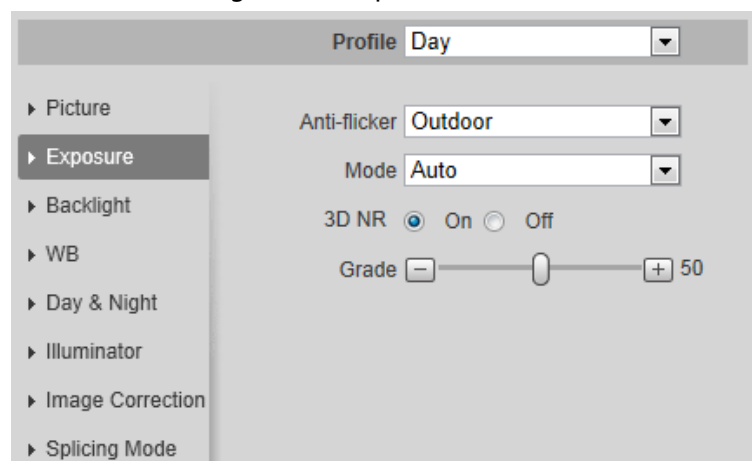 Profile Day
Picture
Exposure
Backlight
WB
Day & Night
Illuminator
Image Correction
Splicing Mode
Anti-flicker Outdoor
Mode Auto
3D NR On Off
Grade 50